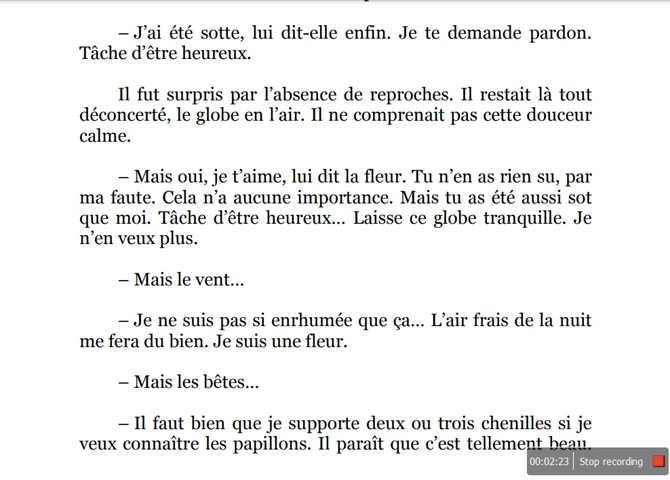 – J’ai été sotte, lui dit-elle enfin. Je te demande pardon.
Tâche d’être heureux.
Il fut surpris par l’absence de reproches. Il restait là tout
déconcerté, le globe en l’air. Il ne comprenait pas cette douceur
calme.
– Mais oui, je t’aime, lui dit la fleur. Tu n’en as rien su, par
ma faute. Cela n’a aucune importance. Mais tu as été aussi sot
que moi. Tâche d’être heureux… Laisse ce globe tranquille. Je
n’en veux plus.
– Mais le vent…
– Je ne suis pas si enrhumée que ça… L’air frais de la nuit
me fera du bien. Je suis une fleur.
– Mais les bêtes…
– Il faut bien que je supporte deux ou trois chenilles si je
veux connaître les papillons. Il paraît que c’est tellement beau.
00:02:23 Stop recording